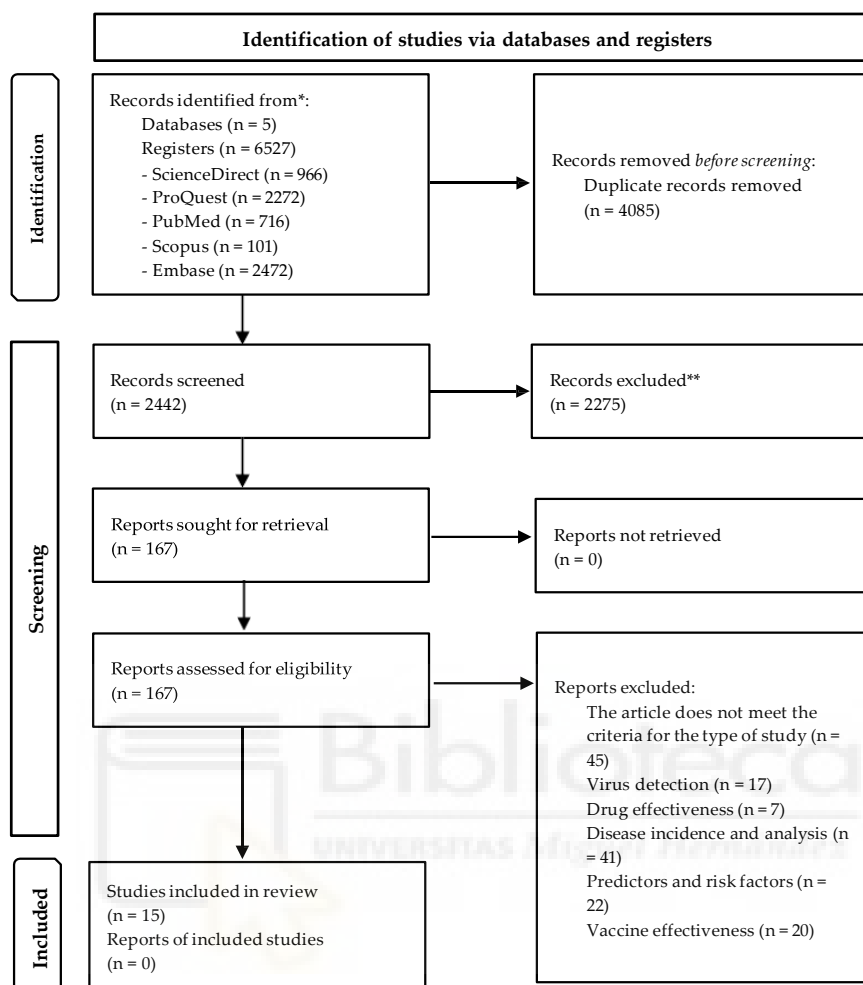 Identification of studies via databases and registers
Identification
Records identified from*:
Databases (n = 5)
Registers (n = 6527)
- ScienceDirect (n = 966)
- ProQuest (n = 2272)
- PubMed (n = 716)
- Scopus (n = 101)
- Embase (n = 2472)
Records removed before screening:
Duplicate records removed
(n = 4085)
Screening
Records screened
(n = 2442)
Records excluded**
(n = 2275)
Reports sought for retrieval
(n = 167)
Reports not retrieved
(n = 0)
Reports assessed for eligibility
(n = 167)
Reports excluded:
The article does not meet the
criteria for the type of study (n =
45)
Virus detection (n = 17)
Drug effectiveness (n = 7)
Disease incidence and analysis (n
= 41)
Predictors and risk factors (n =
22)
Vaccine effectiveness (n = 20)
Included
Studies included in review
(n = 15)
Reports of included studies
(n = 0)
Biblioteca
UNIVERSITAS Miguel Hernández